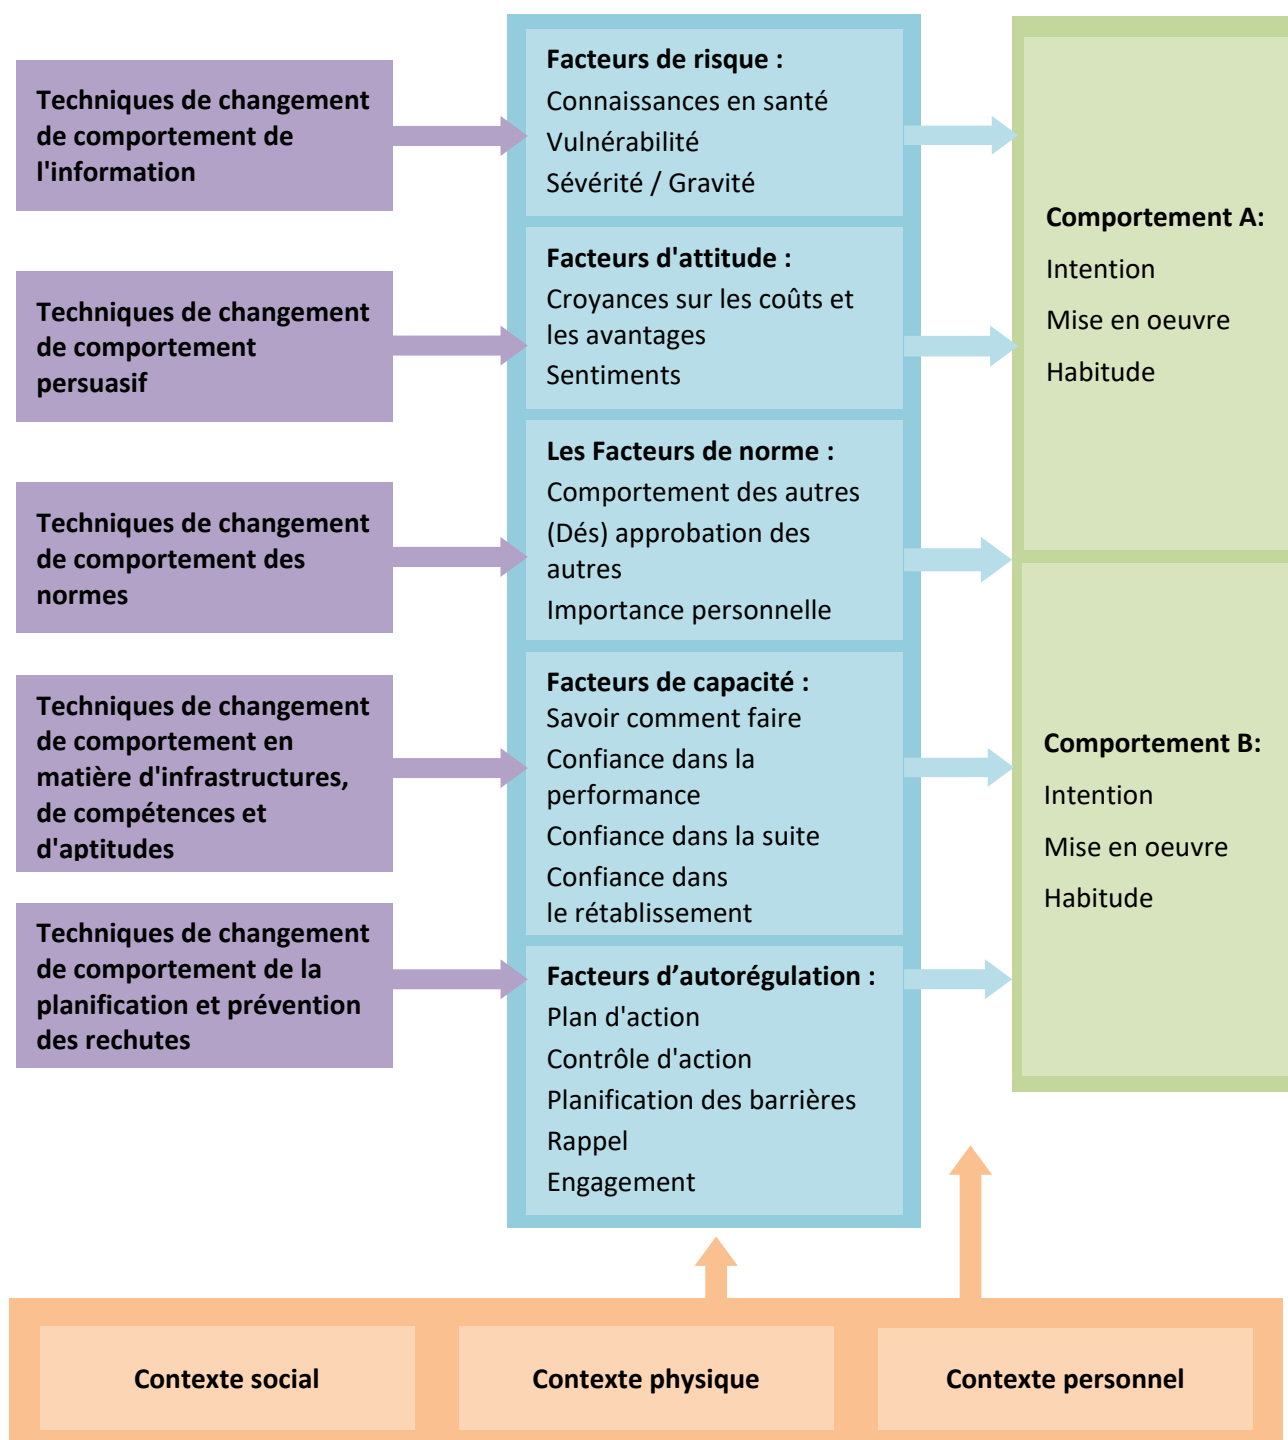 Techniques de changement
de comportement de
l'information
Techniques de changement
de comportement
persuasif
Techniques de changement
de comportement des
normes
Techniques de changement
de comportement en
matière d'infrastructures,
de compétences et
d'aptitudes
Techniques de changement
de comportement de la
planification et prévention
des rechutes
Facteurs de risque :
Connaissances en santé
Vulnérabilité
Sévérité / Gravité
Facteurs d'attitude :
Croyances sur les coûts et
les avantages
Sentiments
Les Facteurs de norme :
Comportement des autres
(Dés) approbation des
autres
Importance personnelle
Facteurs de capacité :
Savoir comment faire
Confiance dans la
performance
Confiance dans la suite
Confiance dans
le rétablissement
Facteurs d’autorégulation :
Plan d'action
Contrôle d'action
Planification des barrières
Rappel
Engagement
Comportement A:
Intention
Mise en oeuvre
Habitude
Comportement B:
Intention
Mise en oeuvre
Habitude
Contexte social
Contexte physique
Contexte personnel